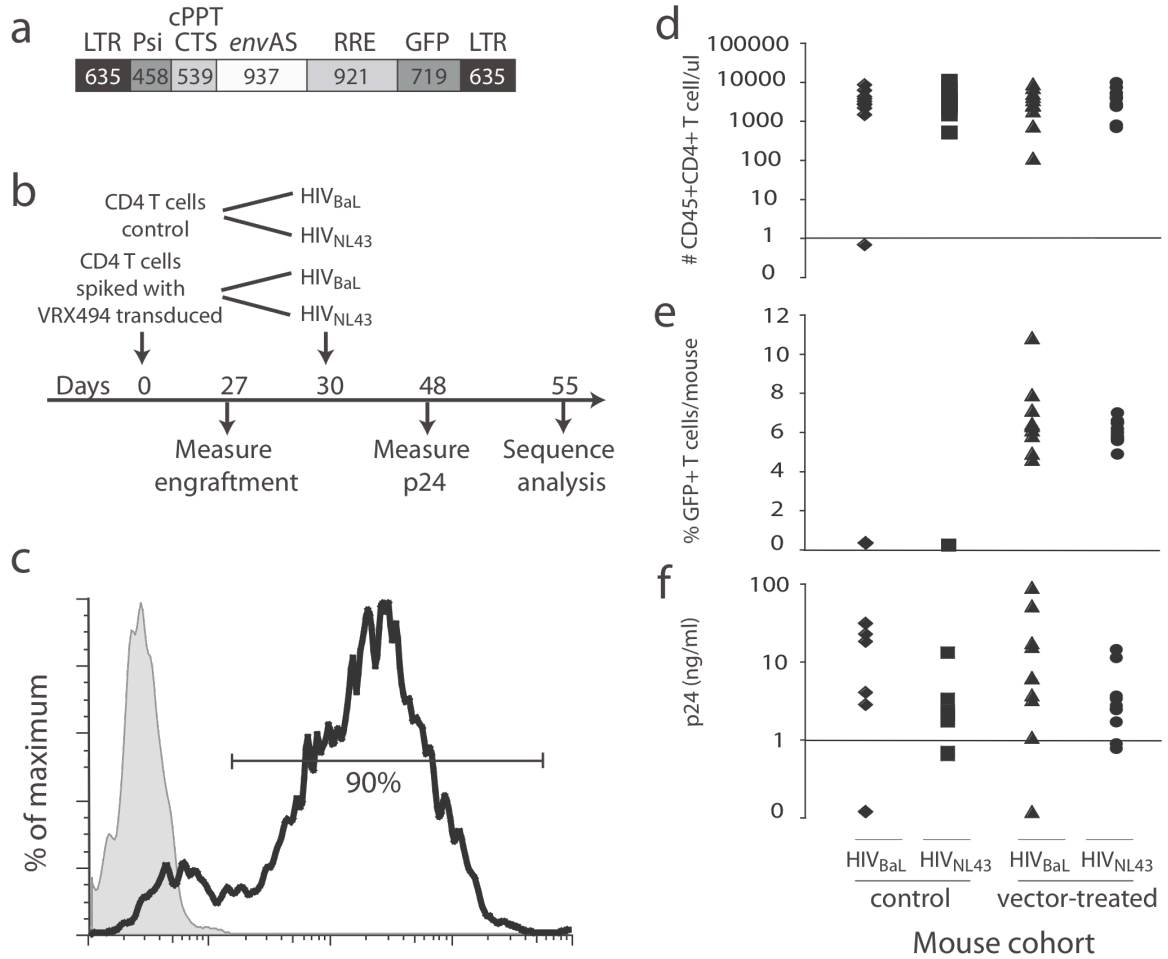 a
cPPT
LTR Psi CTS envAS RRE GFP LTR
635 458 539 937 921 719 635
b
CD4 T cells
control
HIVBaL
HIVNL43
CD4 T cells
spiked with
VRX494 transduced
HIVBaL
HIVNL43
Days 0 27 30 48 55
Measure
engraftment
Measure
p24
Sequence
analysis
c
% of maximum
90%
d
# CD45+CD4+ T cell/ul
100000
10000
1000
100
10
1
0
e
% GFP+ T cells/mouse
12
10
8
6
4
2
0
f
p24 (ng/ml)
100
10
1
0
HIVBaL HIVNL43 HIVBaL HIVNL43
control vector-treated
Mouse cohort